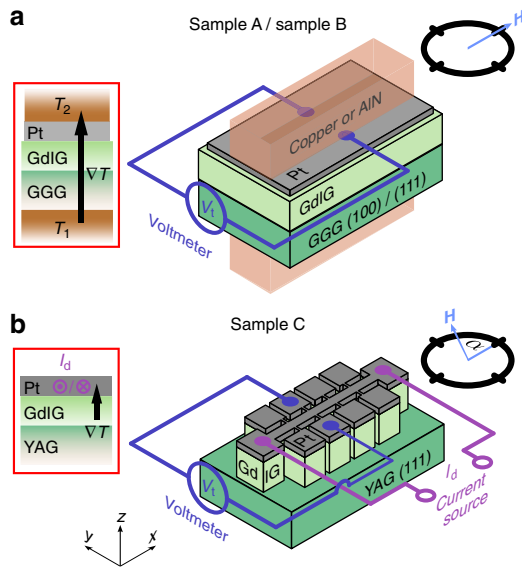 a
Sample A / sample B
H
T2
Pt
GdIG
∇T
GGG
T1
Copper or AlN
Pt
GdIG
GGG (100) / (111)
Vt
Voltmeter
b
Sample C
H
α
Id
Pt
/
GdIG
∇T
YAG
Pt
Gd IG
YAG (111)
Id
Current
source
Vt
Voltmeter
z
y
x